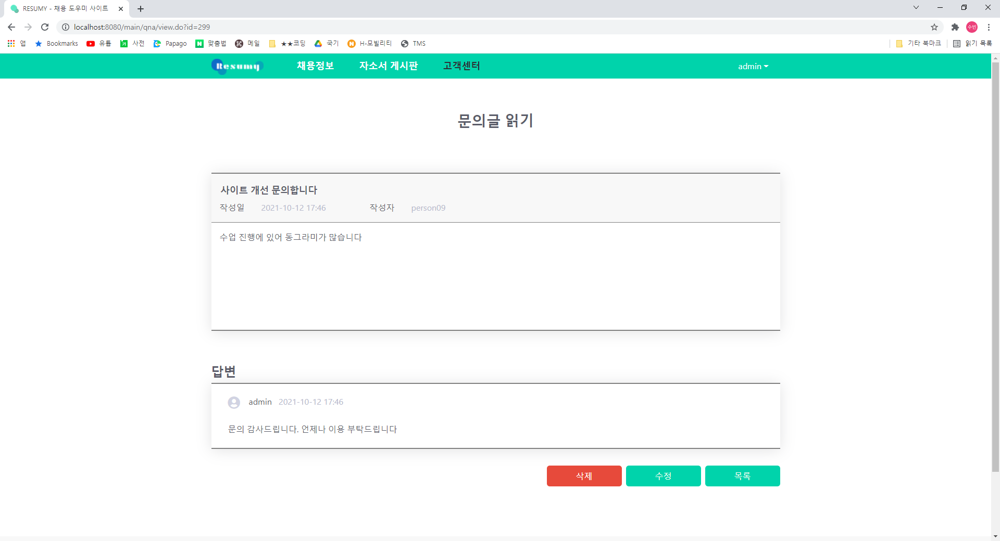 RESUMY - 채용 도우미 사이트
localhost:8080/main/qna/view.do?id=299
수빈
앱 Bookmarks 유튭 사전 Papago 맞춤법 메일 ★★코딩 국기 H-모빌리티 TMS 기타 북마크 읽기 목록
Resumy 채용정보 자소서 게시판 고객센터 admin
문의글 읽기
사이트 개선 문의합니다
작성일 2021-10-12 17:46 작성자 person09
수업 진행에 있어 동그라미가 많습니다
답변
admin 2021-10-12 17:46
문의 감사드립니다. 언제나 이용 부탁드립니다
삭제 수정 목록